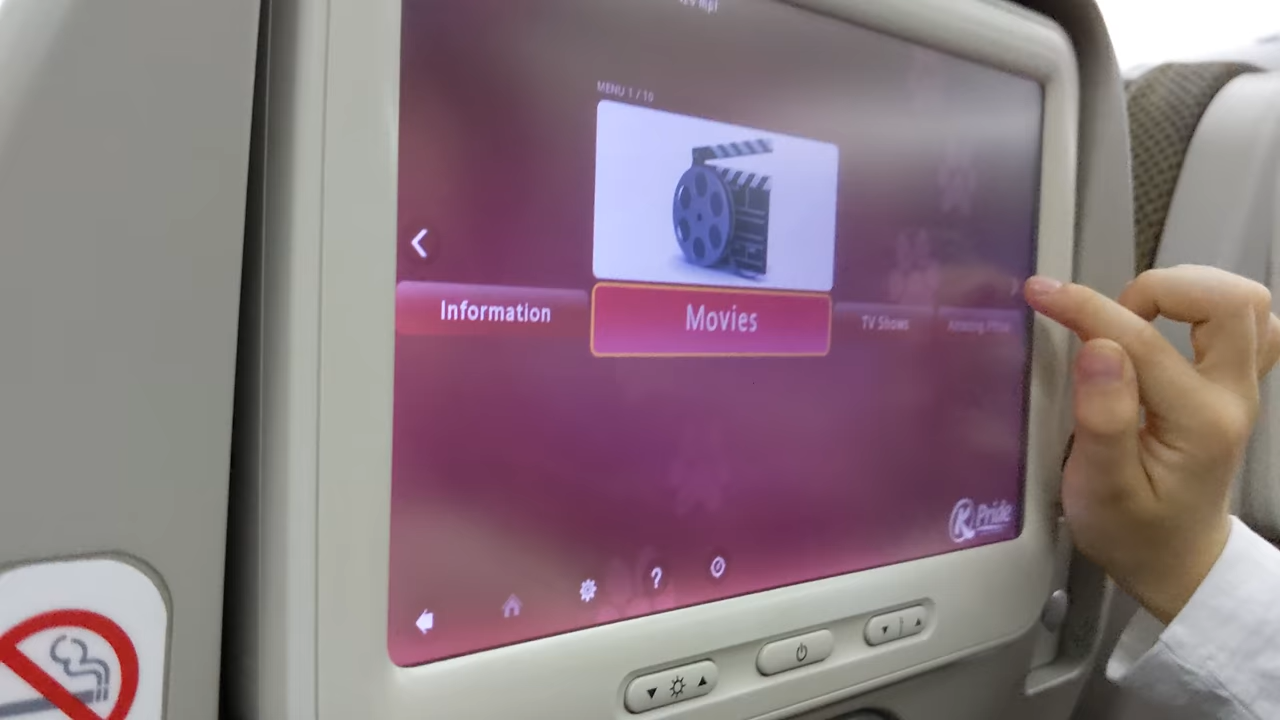 MENU 1 / 10
Information
Movies
TV Shows
K Pride
?